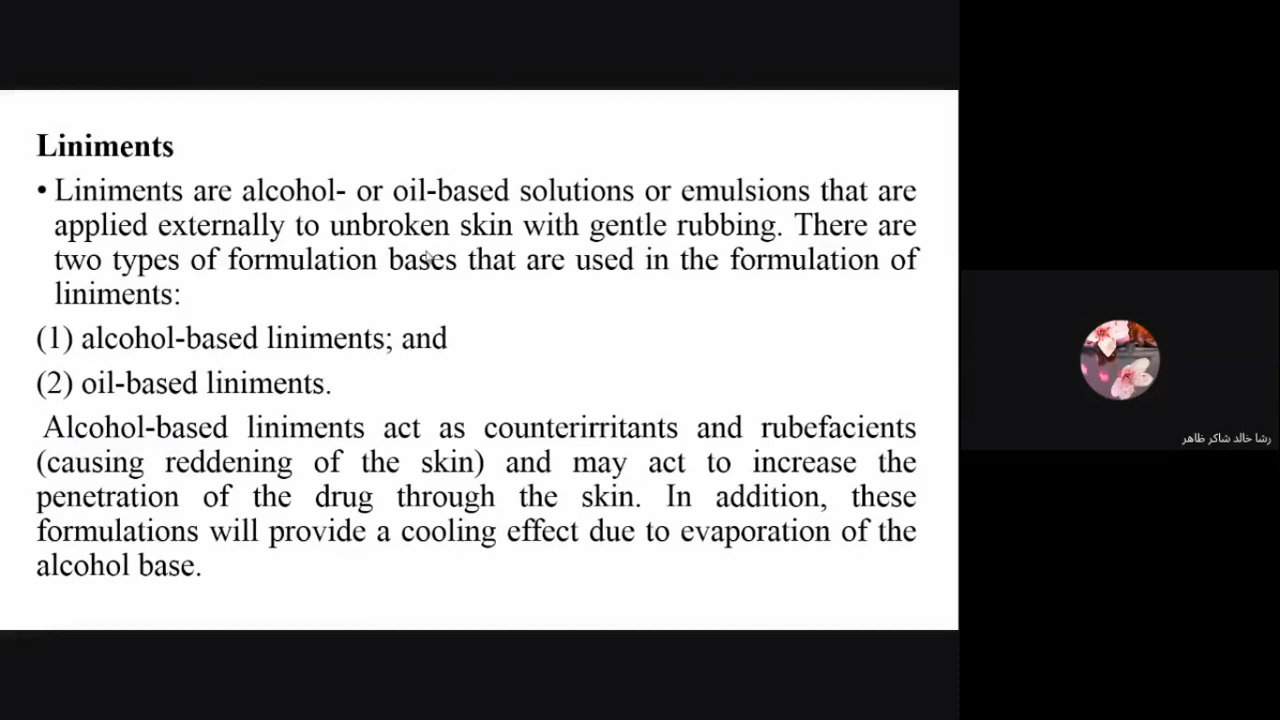 Liniments
• Liniments are alcohol- or oil-based solutions or emulsions that are
applied externally to unbroken skin with gentle rubbing. There are
two types of formulation bases that are used in the formulation of
liniments:
(1) alcohol-based liniments; and
(2) oil-based liniments.
Alcohol-based liniments act as counterirritants and rubefacients
(causing reddening of the skin) and may act to increase the
penetration of the drug through the skin. In addition, these
formulations will provide a cooling effect due to evaporation of the
alcohol base.
رشا خالد شاكر ظاهر